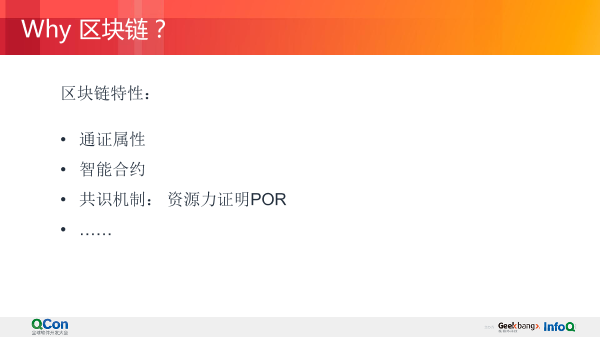 Why 区块链？
区块链特性：
• 通证属性
• 智能合约
• 共识机制： 资源力证明POR
• ……
QCon
全球软件开发大会
Geekbang>
InfoQ